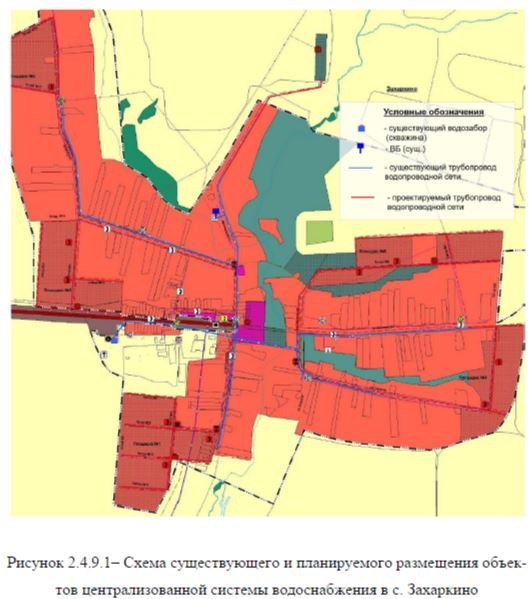 Захаркино
Условные обозначения
- существующий водозабор
(скважина)
- ВБ (сущ.)
- существующий трубопровод
водопроводной сети.
- проектируемый трубопровод
водопроводной сети
Рисунок 2.4.9.1– Схема существующего и планируемого размещения объек-
тов централизованной системы водоснабжения в с. Захаркино